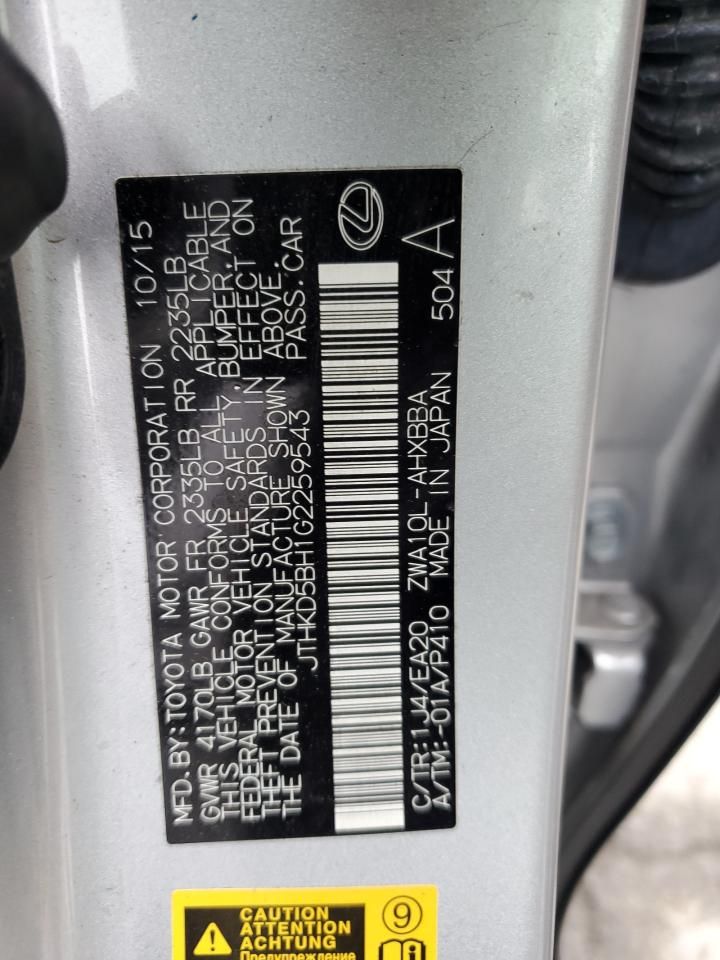 MFD.BY:TOYOTA MOTOR CORPORATION 10/15
GVWR 4170LB GAWR FR 2335LB RR 2235LB
THIS VEHICLE CONFORMS TO ALL APPLICABLE
FEDERAL MOTOR VEHICLE SAFETY,BUMPER,AND
THEFT PREVENTION STANDARDS IN EFFECT ON
THE DATE OF MANUFACTURE SHOWN ABOVE.
JTHKD5BH1G2259543 PASS.CAR
C/TR:1J4/EA20 ZWA10L-AHXBBA
A/TM:-01A/P410 MADE IN JAPAN 504 A
CAUTION
ATTENTION
ACHTUNG
Предупреждение
9